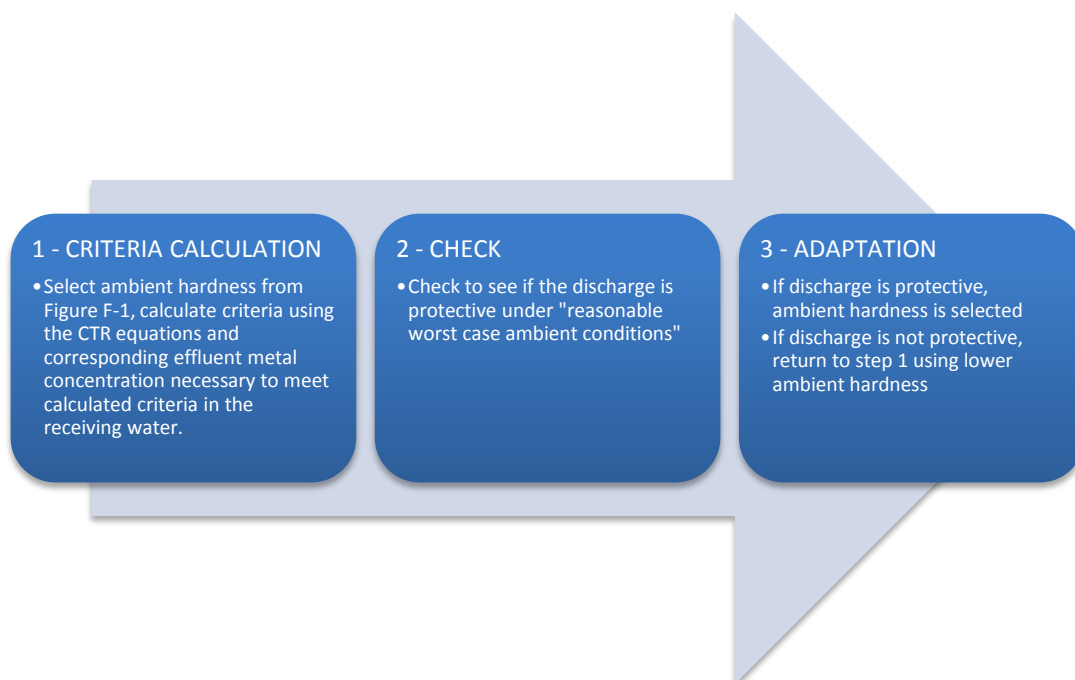 1 - CRITERIA CALCULATION
•Select ambient hardness from
Figure F-1, calculate criteria using
the CTR equations and
corresponding effluent metal
concentration necessary to meet
calculated criteria in the
receiving water.
2 - CHECK
•Check to see if the discharge is
protective under "reasonable
worst case ambient conditions"
3 - ADAPTATION
•If discharge is protective,
ambient hardness is selected
•If discharge is not protective,
return to step 1 using lower
ambient hardness